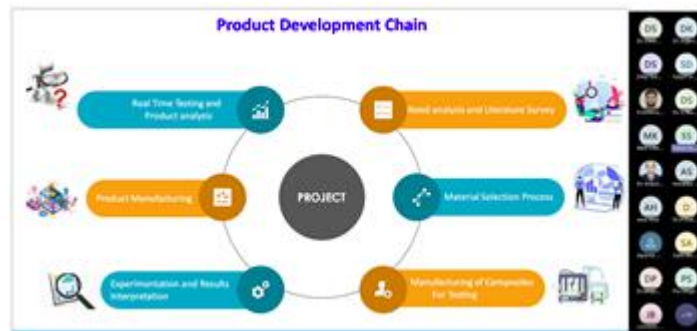 Product Development Chain
Real Time Testing and
Product analysis
Need analysis and Literature Survey
Product Manufacturing
PROJECT
Material Selection Process
Experimentation and Results
Interpretation
Manufacturing of Composites
For Testing
DS
DK
DS
SD
DS
MK
SS
AS
AH
D
SA
DP
PS
JB